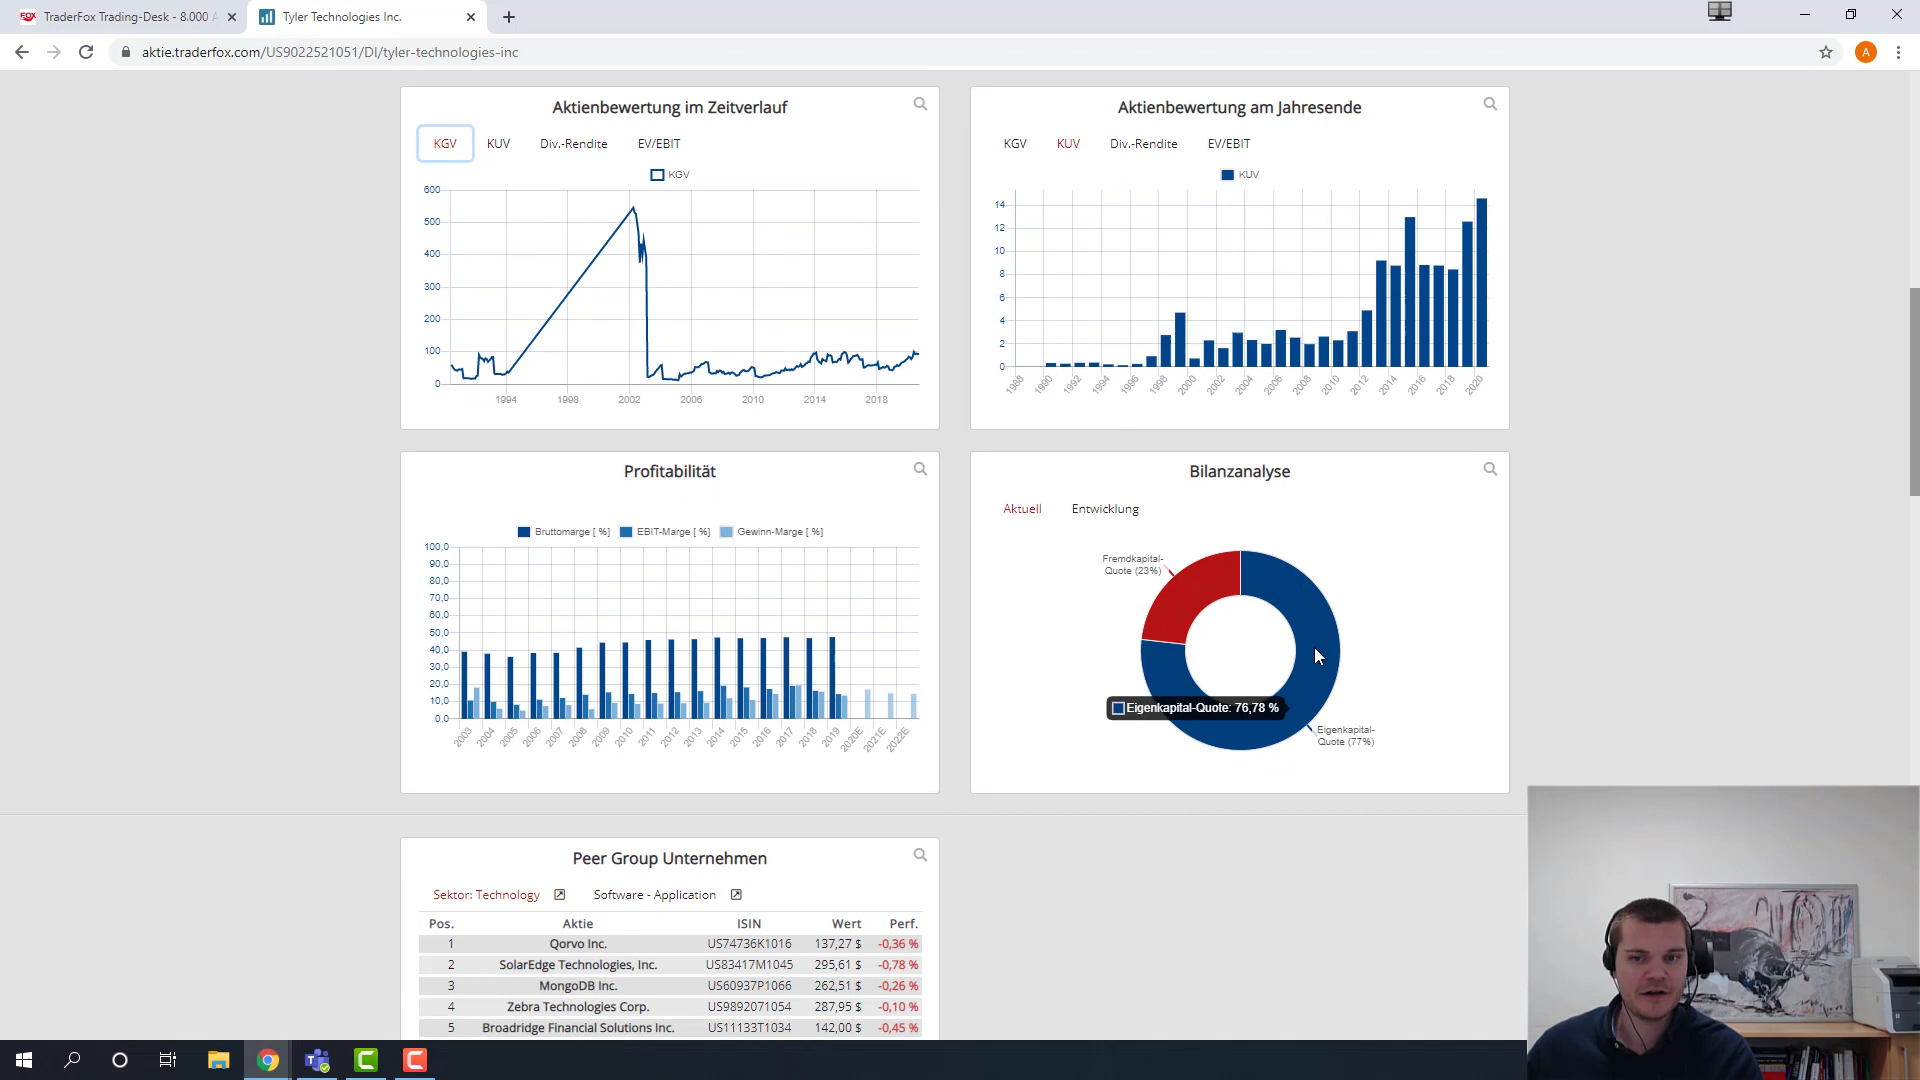 TraderFox Trading-Desk - 8.000 A
Tyler Technologies Inc.
aktie.traderfox.com/US9022521051/DI/tyler-technologies-inc
A
Aktienbewertung im Zeitverlauf
KGV KUV Div.-Rendite EV/EBIT
KGV
600
500
400
300
200
100
0
1994 1998 2002 2006 2010 2014 2018
Aktienbewertung am Jahresende
KGV KUV Div.-Rendite EV/EBIT
KUV
14
12
10
8
6
4
2
0
1988 1990 1992 1994 1996 1998 2000 2002 2004 2006 2008 2010 2012 2014 2016 2018 2020
Profitabilität
Bruttomarge [ %] EBIT-Marge [ %] Gewinn-Marge [ %]
100,0
90,0
80,0
70,0
60,0
50,0
40,0
30,0
20,0
10,0
0,0
2003 2004 2005 2006 2007 2008 2009 2010 2011 2012 2013 2014 2015 2016 2017 2018 2019 2020E 2021E 2022E
Bilanzanalyse
Aktuell Entwicklung
Fremdkapital-
Quote (23%)
Eigenkapital-Quote: 76,78 %
Eigenkapital-
Quote (77%)
Peer Group Unternehmen
Sektor: Technology Software - Application
Pos. Aktie ISIN Wert Perf.
1 Qorvo Inc. US74736K1016 137,27 $ -0,36 %
2 SolarEdge Technologies, Inc. US83417M1045 295,61 $ -0,78 %
3 MongoDB Inc. US60937P1066 262,51 $ -0,26 %
4 Zebra Technologies Corp. US9892071054 287,95 $ -0,10 %
5 Broadridge Financial Solutions Inc. US11133T1034 142,00 $ -0,45 %